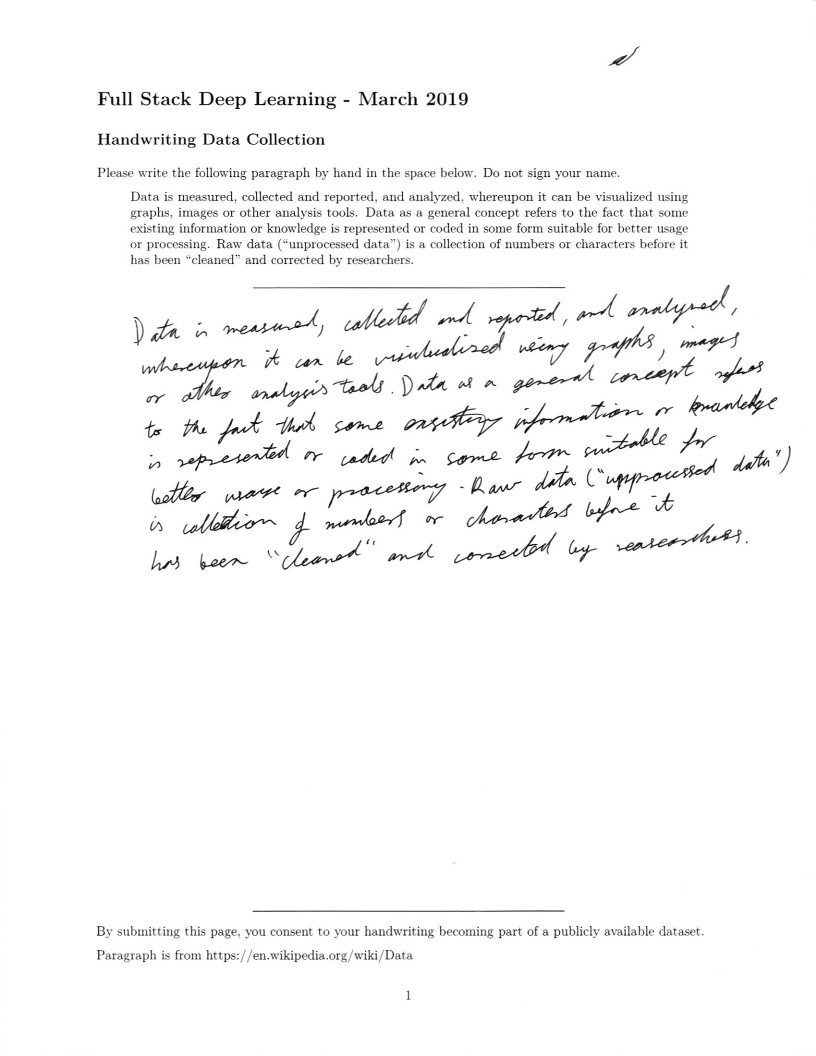 Full Stack Deep Learning - March 2019
Handwriting Data Collection
Please write the following paragraph by hand in the space below. Do not sign your name.
Data is measured, collected and reported, and analyzed, whereupon it can be visualized using
graphs, images or other analysis tools. Data as a general concept refers to the fact that some
existing information or knowledge is represented or coded in some form suitable for better usage
or processing. Raw data (“unprocessed data”) is a collection of numbers or characters before it
has been “cleaned” and corrected by researchers.
Data is measured, collected and reported, and analysed,
whereupon it can be using graphs, images
or other analysis tools. Data as a general concept refers
to the fact that some information or knowledge
is represented or coded in some form suitable for
better usage or processing. Raw data ("upprocessed data")
is collection of numbers or characters before it
has been "cleaned" and corrected by researchers.
By submitting this page, you consent to your handwriting becoming part of a publicly available dataset.
Paragraph is from https://en.wikipedia.org/wiki/Data
1